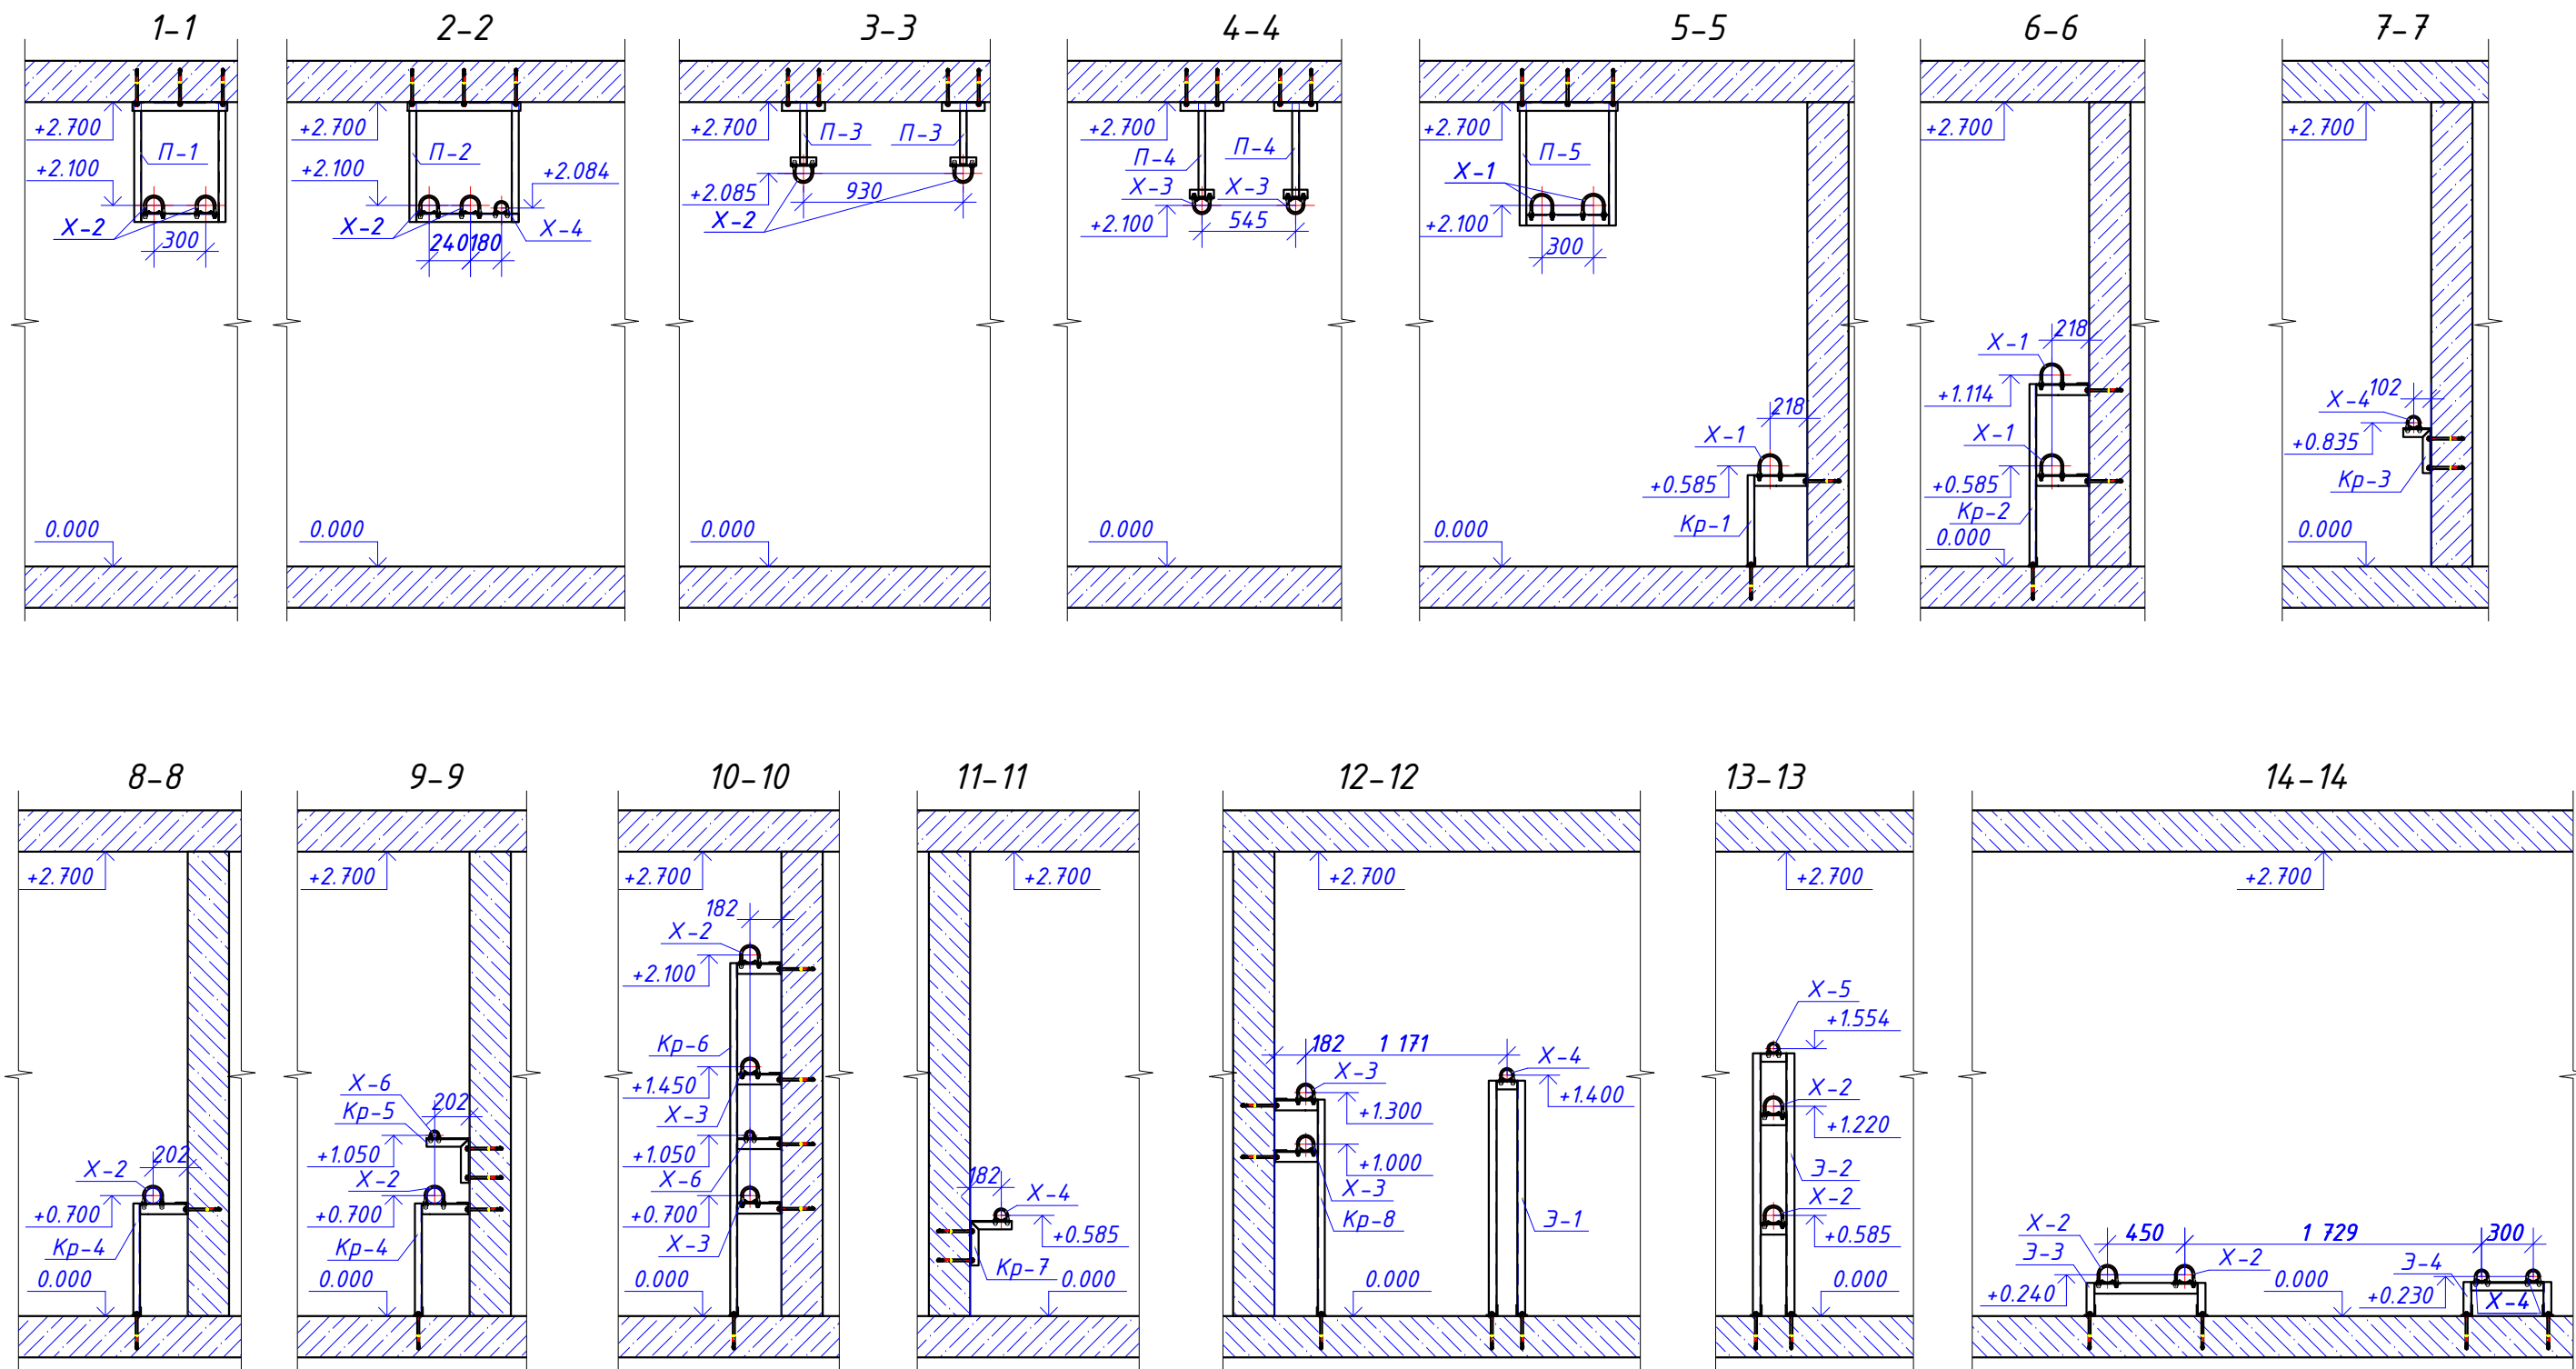 1-1
+2.700
П-1
+2.100
Х-2
300
0.000
2-2
+2.700
П-2
+2.100
+2.084
Х-2
240
180
Х-4
0.000
3-3
+2.700
П-3
П-3
+2.085
930
Х-2
0.000
4-4
+2.700
П-4
П-4
Х-3
Х-3
+2.100
545
0.000
5-5
+2.700
П-5
Х-1
+2.100
300
218
Х-1
+0.585
Кр-1
0.000
6-6
+2.700
218
Х-1
+1.114
Х-1
+0.585
Кр-2
0.000
7-7
+2.700
102
Х-4
+0.835
Кр-3
0.000
8-8
+2.700
202
Х-2
+0.700
Кр-4
0.000
9-9
+2.700
Х-6
Кр-5
202
+1.050
Х-2
+0.700
Кр-4
0.000
10-10
+2.700
182
Х-2
+2.100
Кр-6
+1.450
Х-3
+1.050
Х-6
+0.700
Х-3
0.000
11-11
+2.700
182
Х-4
+0.585
Кр-7
0.000
12-12
+2.700
182
1 171
Х-3
Х-4
+1.300
+1.400
+1.000
Х-3
Кр-8
Э-1
0.000
13-13
+2.700
Х-5
+1.554
Х-2
+1.220
Э-2
Х-2
+0.585
0.000
14-14
+2.700
Х-2
450
1 729
300
Э-3
Х-2
Э-4
+0.240
0.000
+0.230
Х-4